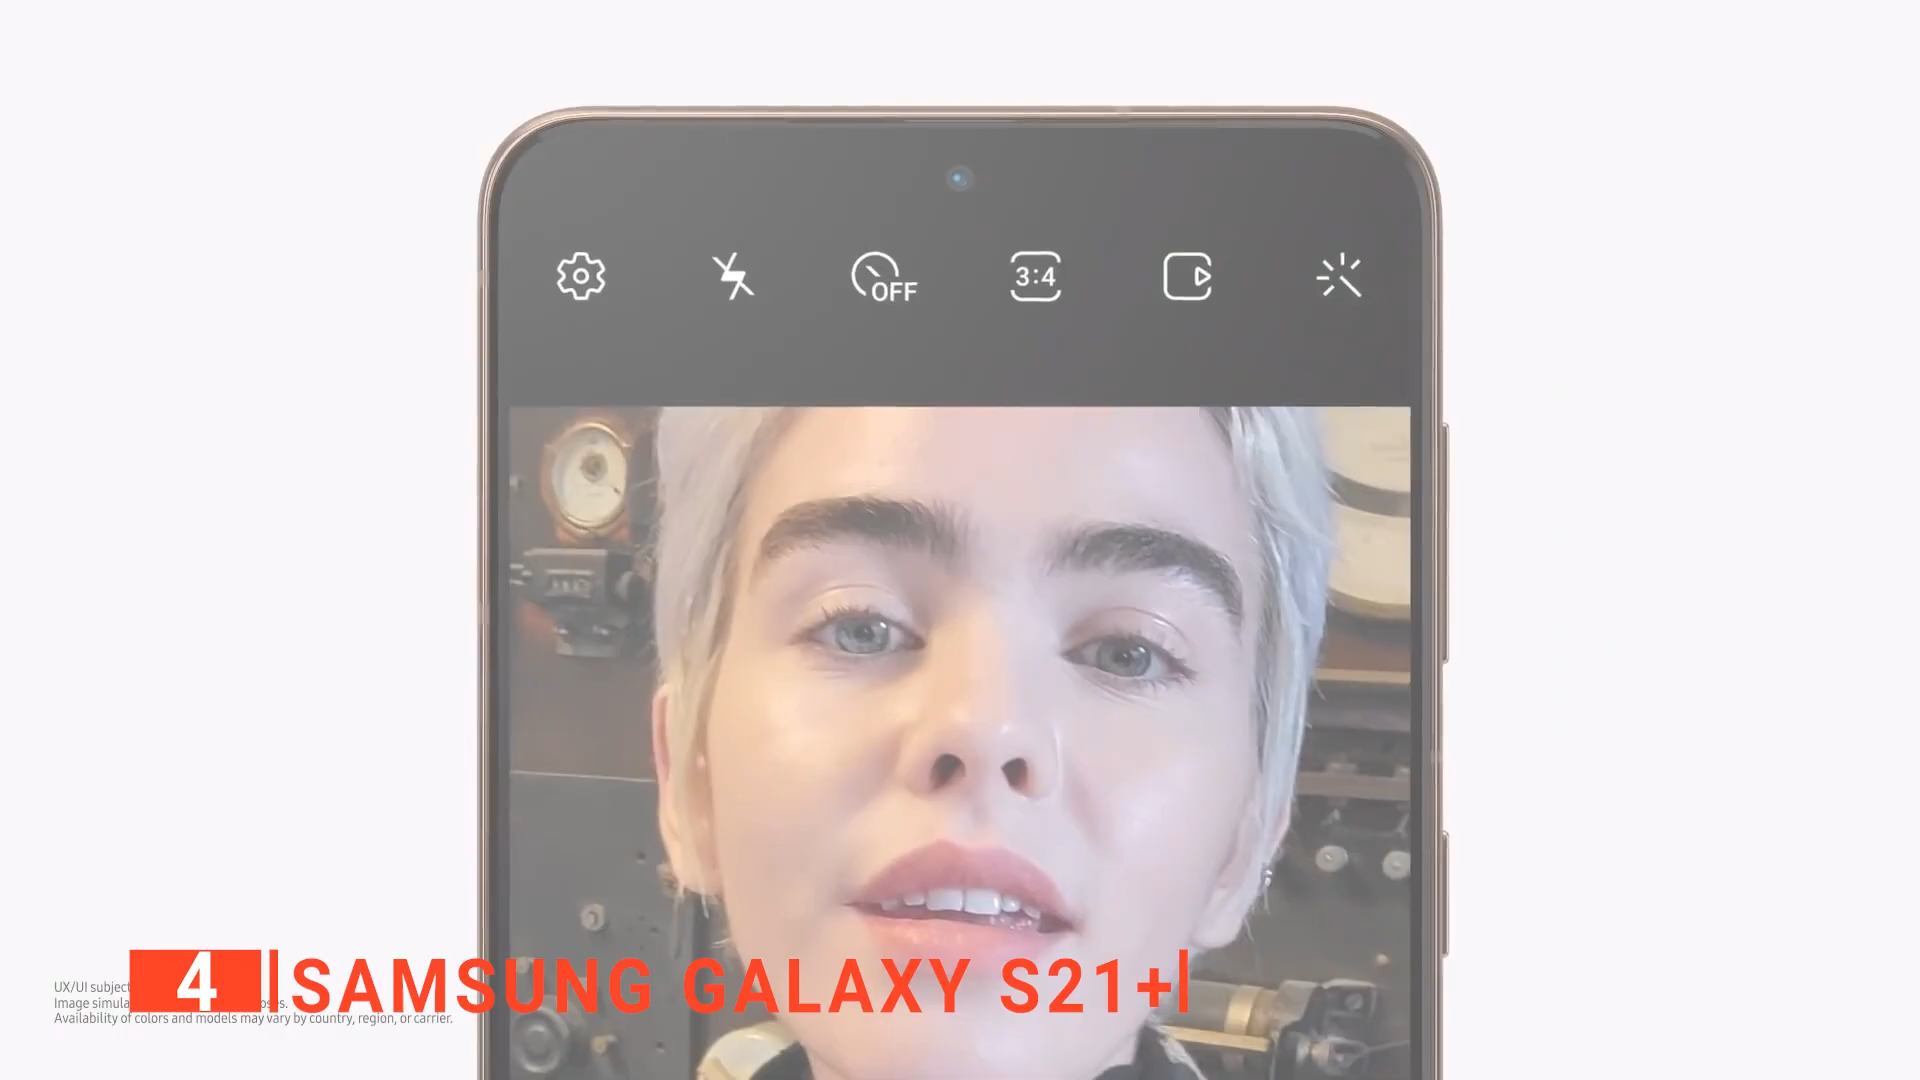 OFF
3:4
4
SAMSUNG GALAXY S21+
UX/UI subject
Image simula
Availability of colors and models may vary by country, region, or carrier.